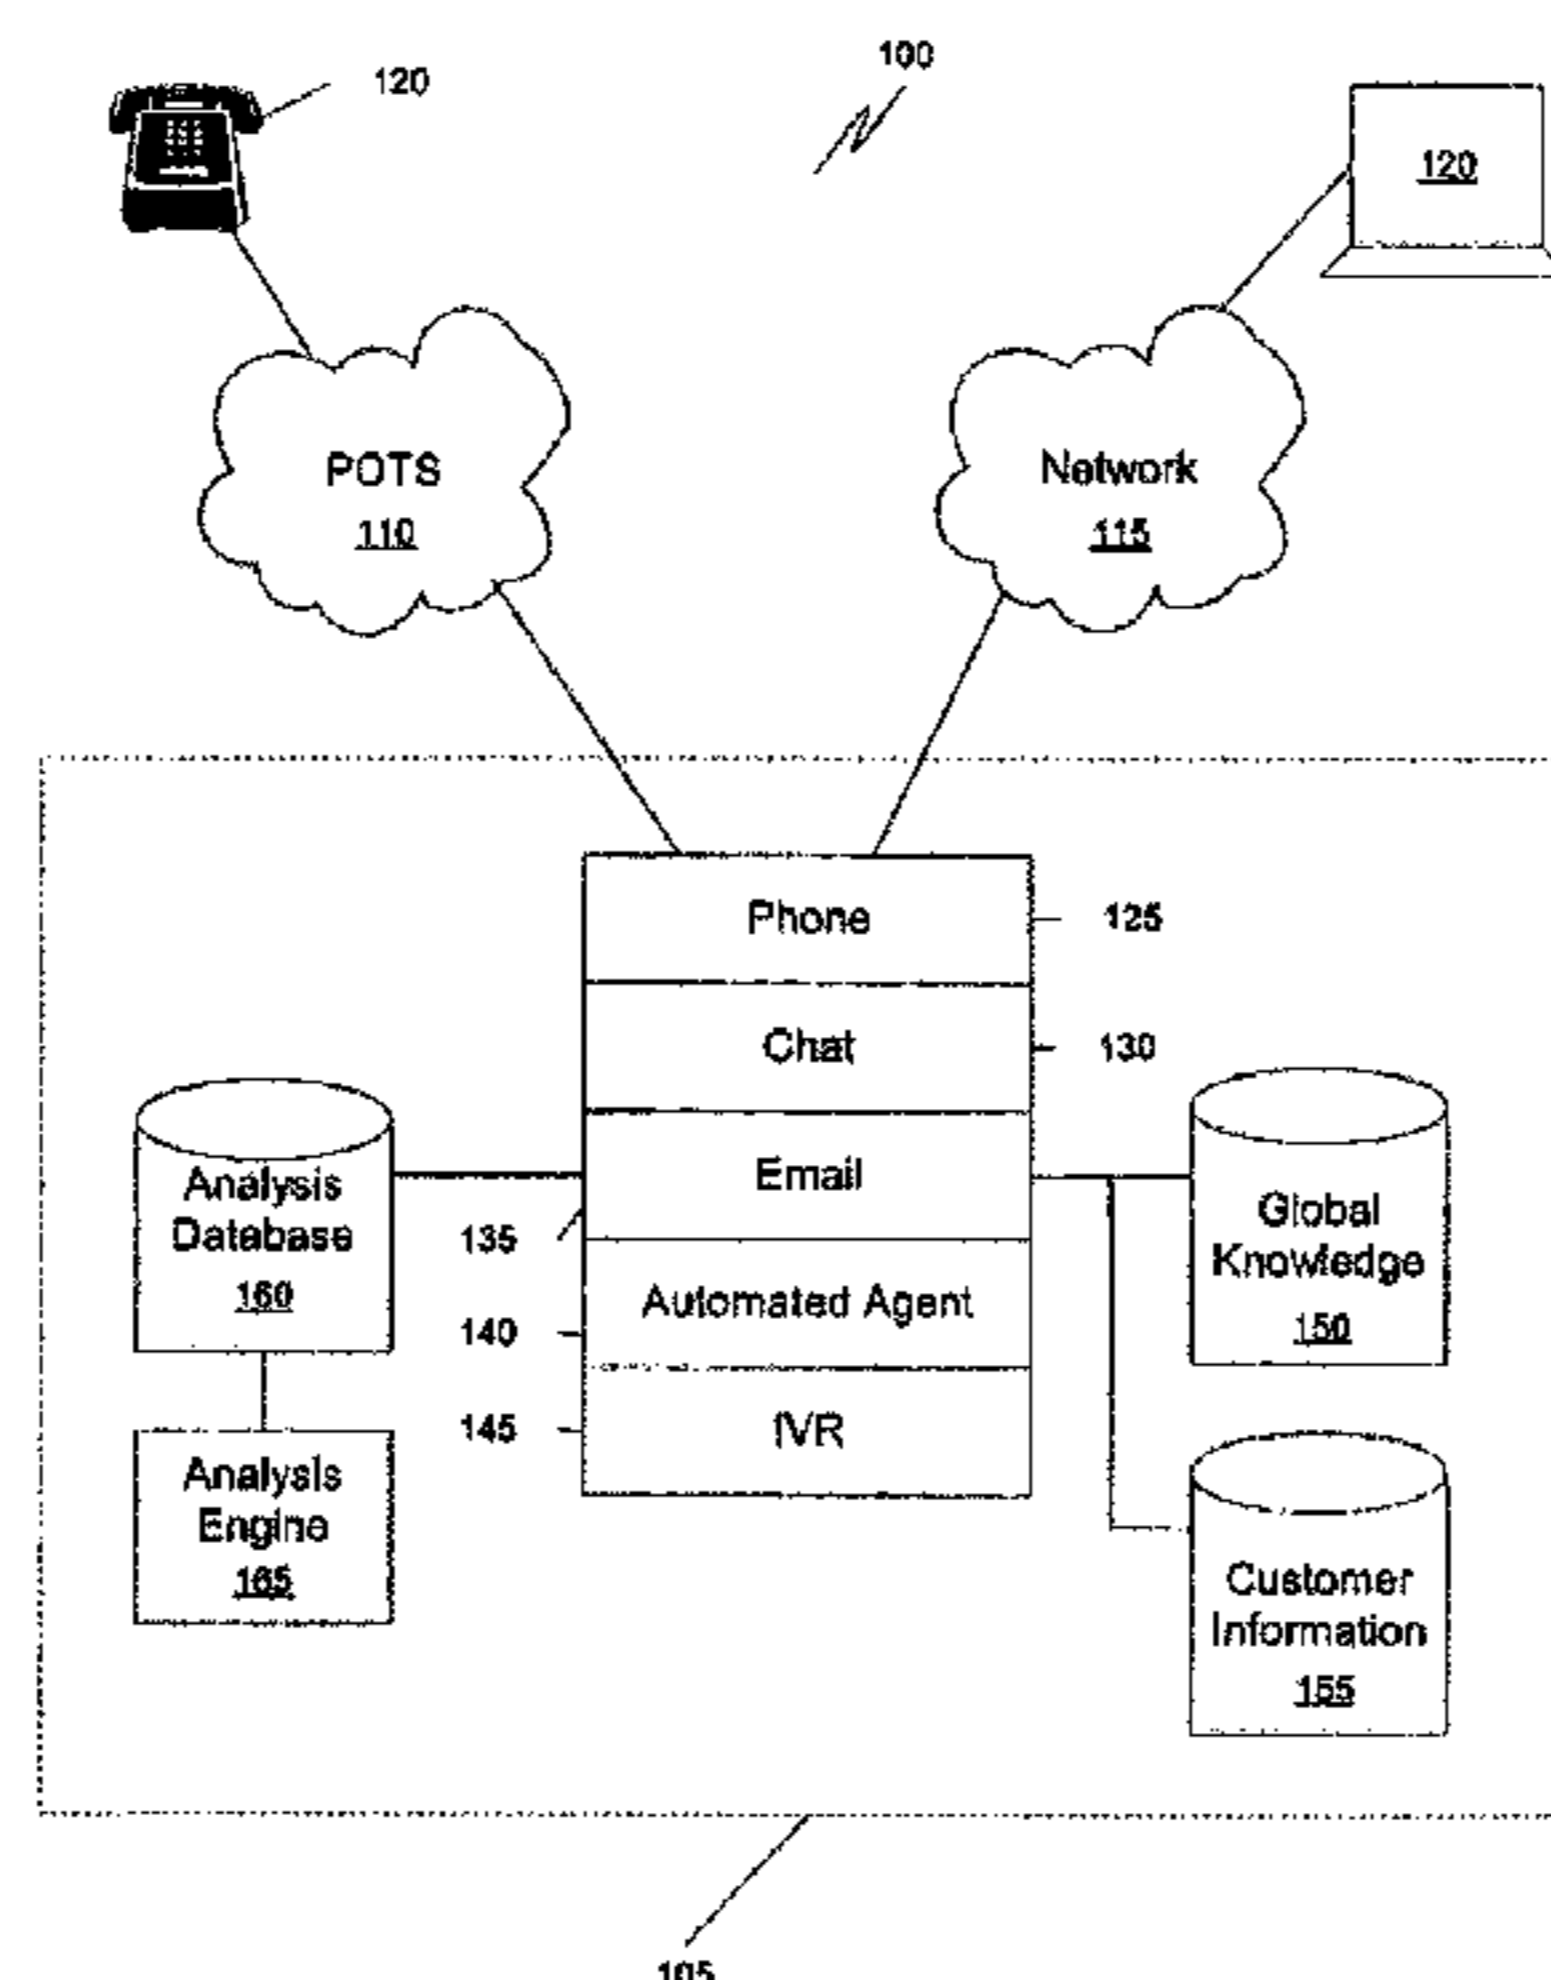 100
120
120
POTS
110
Network
115
Phone
125
Chat
130
Email
135
Automated Agent
140
IVR
145
Analysis
Database
160
Analysis
Engine
165
Global
Knowledge
150
Customer
Information
155
105